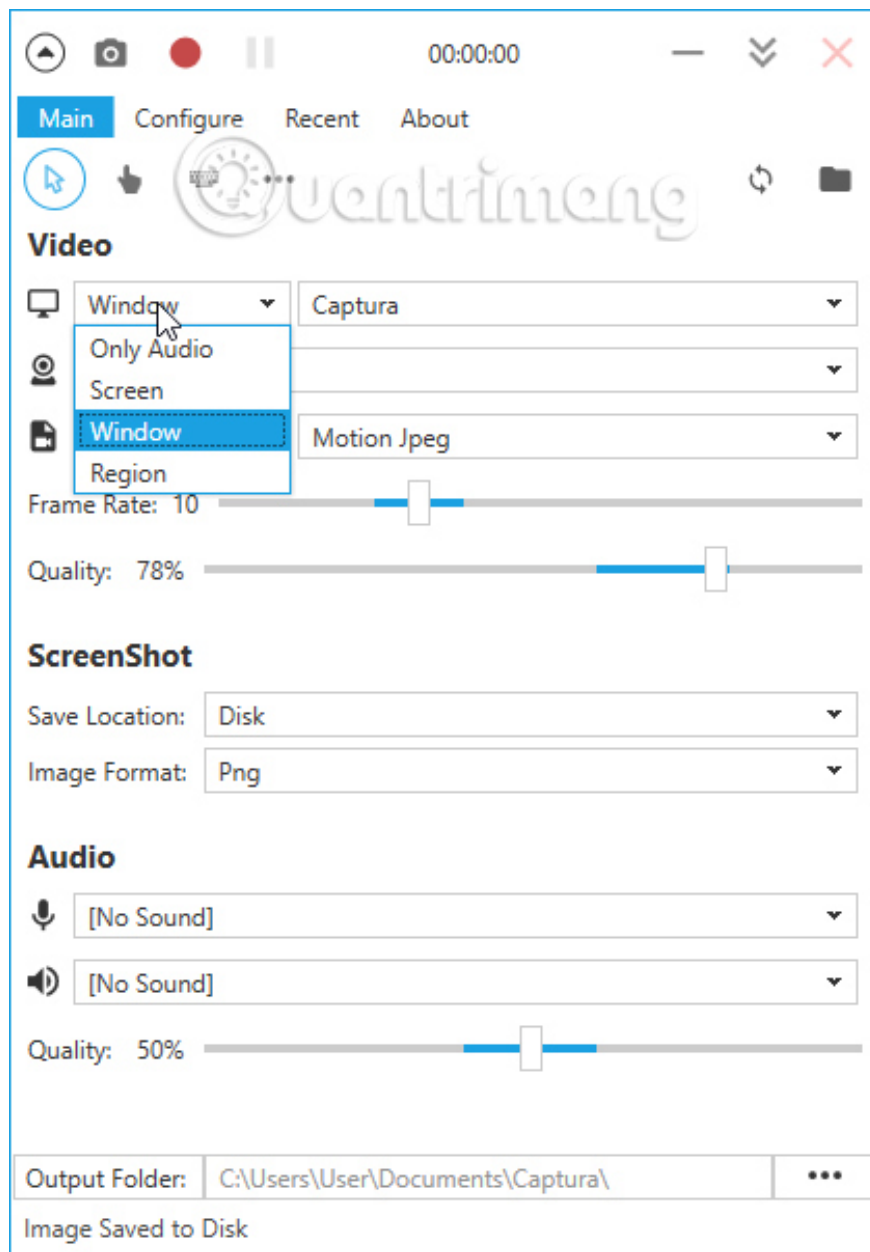 00:00:00
Main Configure Recent About
Quantrimang
Video
Window Captura
Only Audio
Screen
Window Motion Jpeg
Region
Frame Rate: 10
Quality: 78%
ScreenShot
Save Location: Disk
Image Format: Png
Audio
[No Sound]
[No Sound]
Quality: 50%
Output Folder: C:\Users\User\Documents\Captura\
Image Saved to Disk